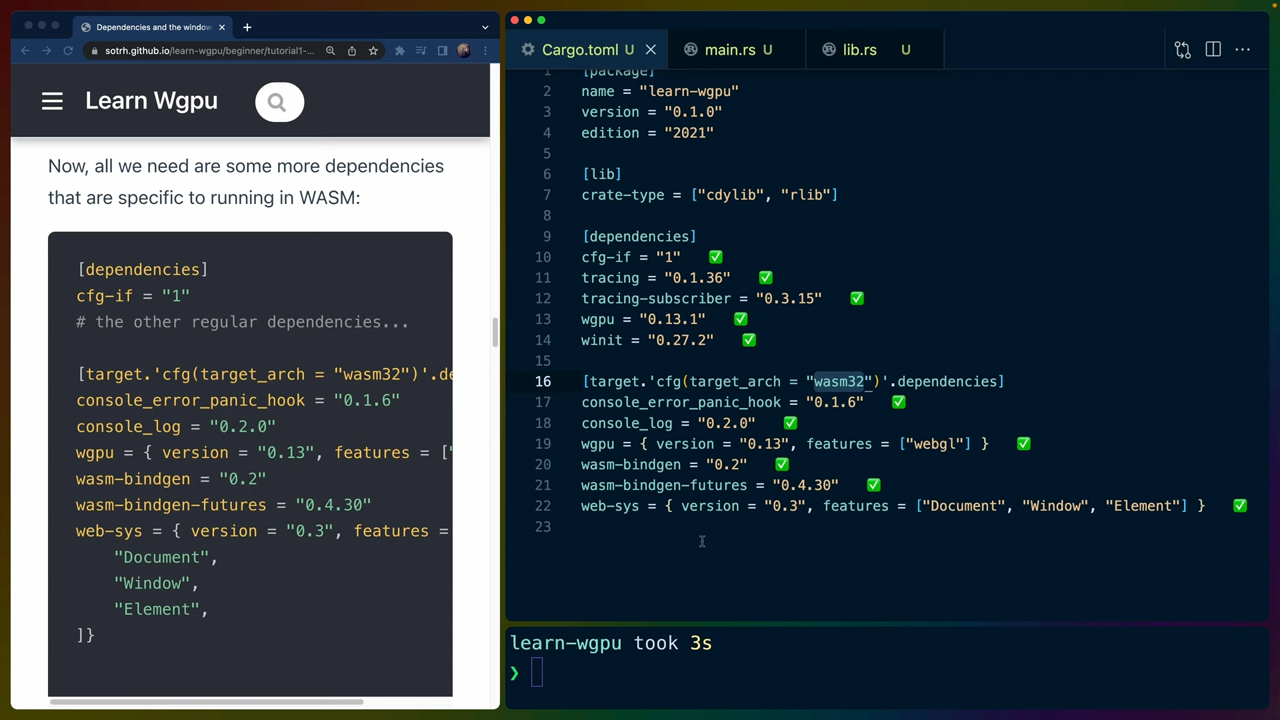 Dependencies and the window
sotrh.github.io/learn-wgpu/beginner/tutorial1-...
Learn Wgpu
Now, all we need are some more dependencies
that are specific to running in WASM:
[dependencies]
cfg-if = "1"
# the other regular dependencies...
[target.'cfg(target_arch = "wasm32")'.de
console_error_panic_hook = "0.1.6"
console_log = "0.2.0"
wgpu = { version = "0.13", features = ["
wasm-bindgen = "0.2"
wasm-bindgen-futures = "0.4.30"
web-sys = { version = "0.3", features =
"Document",
"Window",
"Element",
]}
Cargo.toml U
main.rs U
lib.rs U
1 [package]
2 name = "learn-wgpu"
3 version = "0.1.0"
4 edition = "2021"
5
6 [lib]
7 crate-type = ["cdylib", "rlib"]
8
9 [dependencies]
10 cfg-if = "1" ✅
11 tracing = "0.1.36" ✅
12 tracing-subscriber = "0.3.15" ✅
13 wgpu = "0.13.1" ✅
14 winit = "0.27.2" ✅
15
16 [target.'cfg(target_arch = "wasm32")'.dependencies]
17 console_error_panic_hook = "0.1.6" ✅
18 console_log = "0.2.0" ✅
19 wgpu = { version = "0.13", features = ["webgl"] } ✅
20 wasm-bindgen = "0.2" ✅
21 wasm-bindgen-futures = "0.4.30" ✅
22 web-sys = { version = "0.3", features = ["Document", "Window", "Element"] } ✅
23
learn-wgpu took 3s
❯